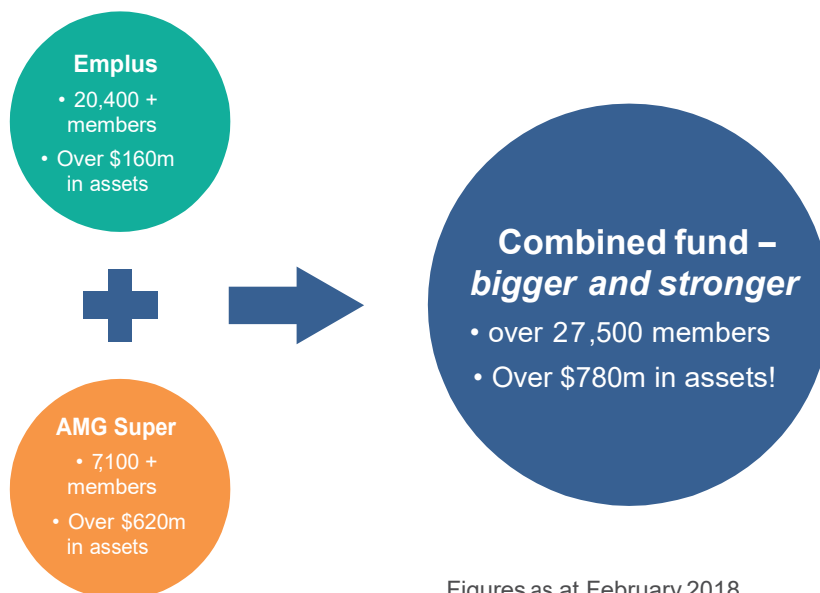 Emplus
• 20,400 +
members
• Over $160m
in assets
AMG Super
• 7,100 +
members
• Over $620m
in assets
Combined fund –
bigger and stronger
• over 27,500 members
• Over $780m in assets!
Figures as at February 2018